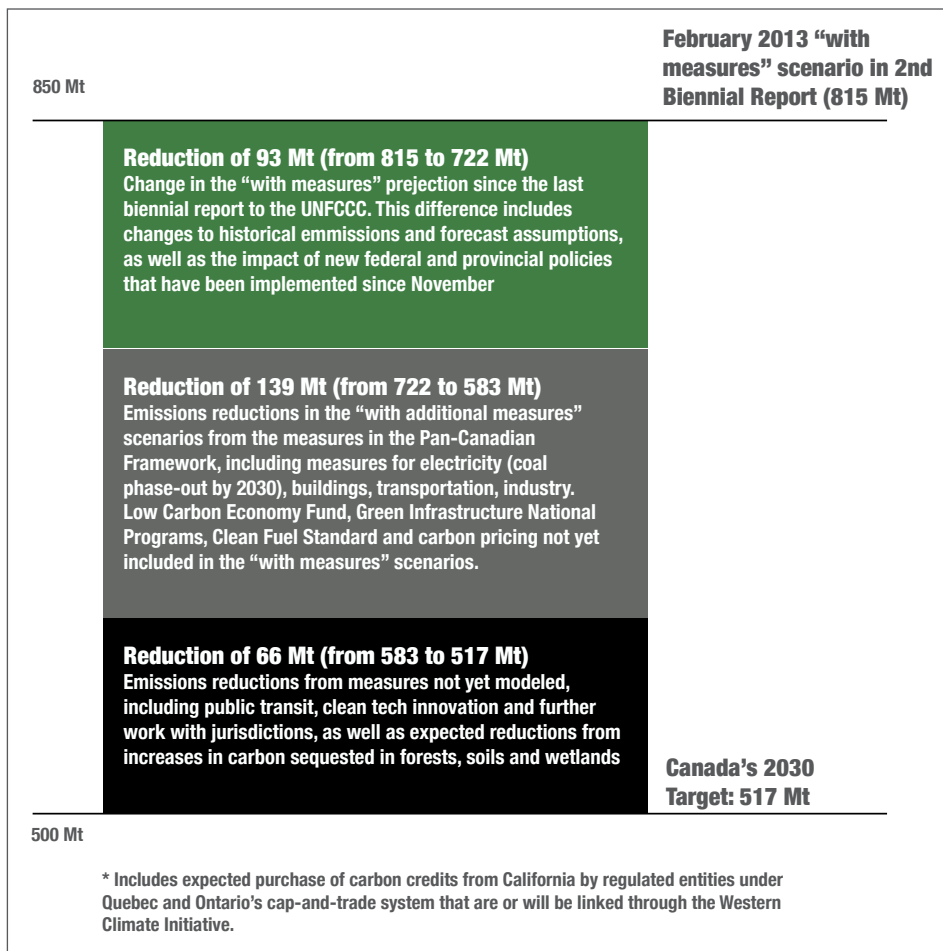 February 2013 “with
measures” scenario in 2nd
Biennial Report (815 Mt)
850 Mt
Reduction of 93 Mt (from 815 to 722 Mt)
Change in the “with measures” prejection since the last
biennial report to the UNFCCC. This difference includes
changes to historical emmissions and forecast assumptions,
as well as the impact of new federal and provincial policies
that have been implemented since November
Reduction of 139 Mt (from 722 to 583 Mt)
Emissions reductions in the “with additional measures”
scenarios from the measures in the Pan-Canadian
Framework, including measures for electricity (coal
phase-out by 2030), buildings, transportation, industry.
Low Carbon Economy Fund, Green Infrastructure National
Programs, Clean Fuel Standard and carbon pricing not yet
included in the “with measures” scenarios.
Reduction of 66 Mt (from 583 to 517 Mt)
Emissions reductions from measures not yet modeled,
including public transit, clean tech innovation and further
work with jurisdictions, as well as expected reductions from
increases in carbon sequested in forests, soils and wetlands
Canada’s 2030
Target: 517 Mt
500 Mt
* Includes expected purchase of carbon credits from California by regulated entities under
Quebec and Ontario’s cap-and-trade system that are or will be linked through the Western
Climate Initiative.